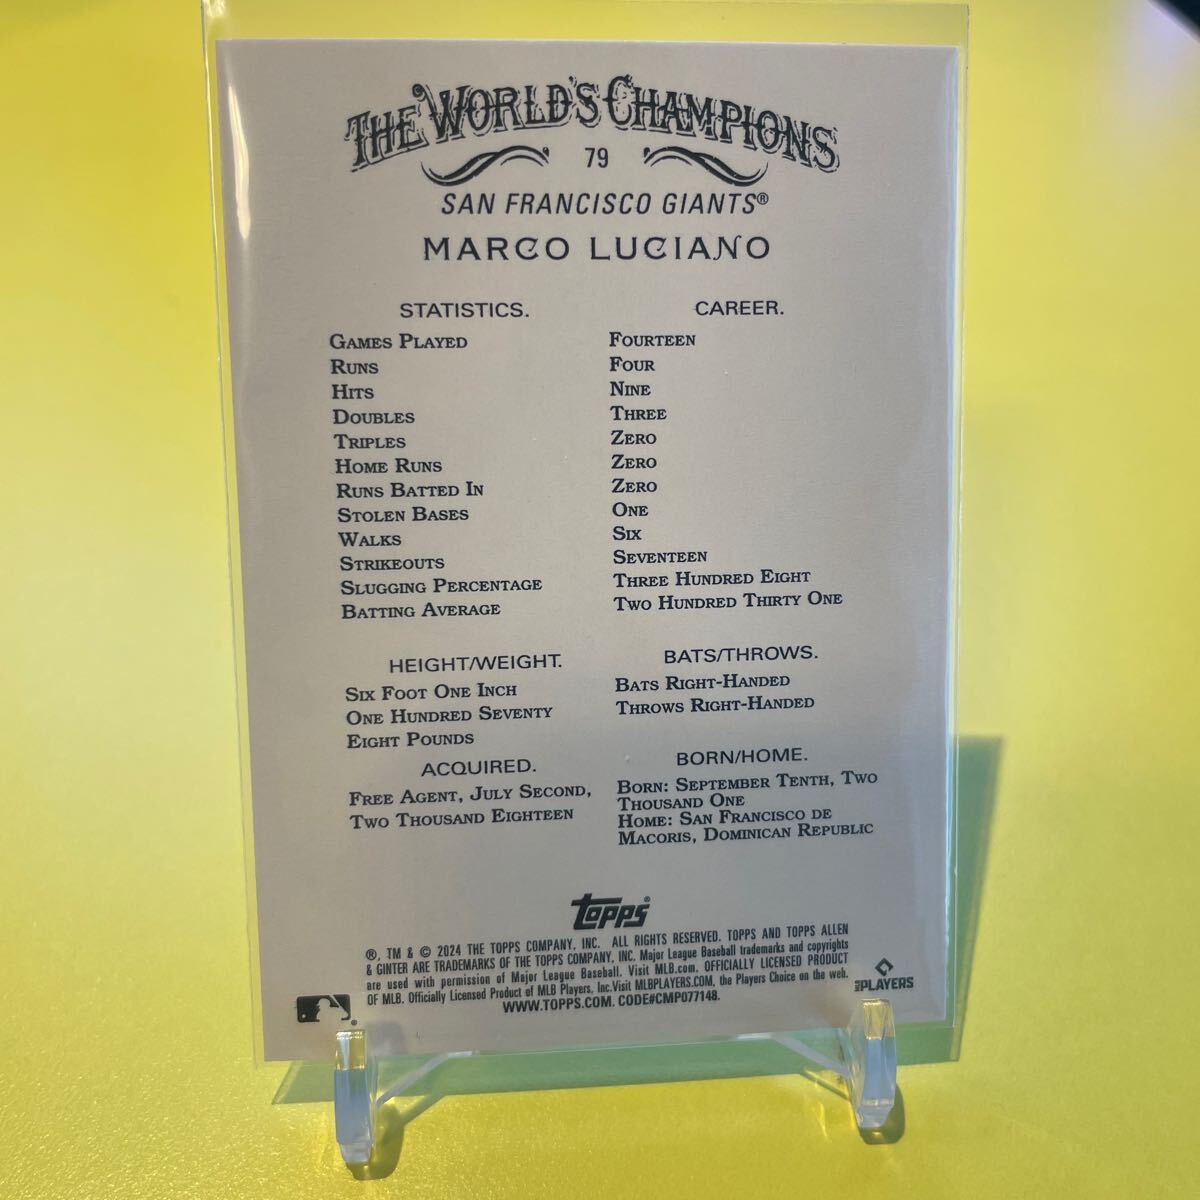 THE WORLD'S CHAMPIONS
79
SAN FRANCISCO GIANTS®
MARCO LUCIANO
STATISTICS.
GAMES PLAYED
RUNS
HITS
DOUBLES
TRIPLES
HOME RUNS
RUNS BATTED IN
STOLEN BASES
WALKS
STRIKEOUTS
SLUGGING PERCENTAGE
BATTING AVERAGE
CAREER.
FOURTEEN
FOUR
NINE
THREE
ZERO
ZERO
ZERO
ONE
SIX
SEVENTEEN
THREE HUNDRED EIGHT
TWO HUNDRED THIRTY ONE
HEIGHT/WEIGHT.
SIX FOOT ONE INCH
ONE HUNDRED SEVENTY
EIGHT POUNDS
BATS/THROWS.
BATS RIGHT-HANDED
THROWS RIGHT-HANDED
ACQUIRED.
FREE AGENT, JULY SECOND,
TWO THOUSAND EIGHTEEN
BORN/HOME.
BORN: SEPTEMBER TENTH, TWO
THOUSAND ONE
HOME: SAN FRANCISCO DE
MACORIS, DOMINICAN REPUBLIC
Topps®
®, TM & © 2024 THE TOPPS COMPANY, INC. ALL RIGHTS RESERVED. TOPPS AND TOPPS ALLEN
& GINTER ARE TRADEMARKS OF THE TOPPS COMPANY, INC. Major League Baseball trademarks and copyrights
are used with permission of Major League Baseball. Visit MLB.com. OFFICIALLY LICENSED PRODUCT
OF MLB. Officially Licensed Product of MLB Players, Inc.Visit MLBPLAYERS.COM, the Players Choice on the web.
WWW.TOPPS.COM. CODE#CMP077148.
MLB PLAYERS